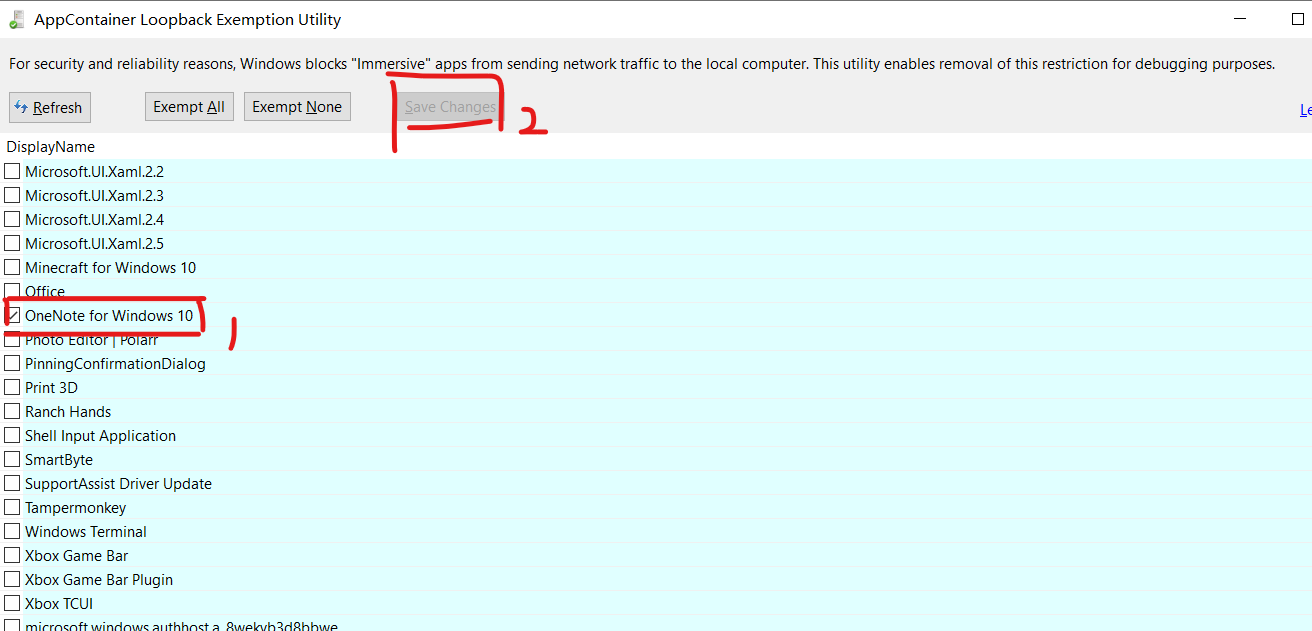 AppContainer Loopback Exemption Utility
For security and reliability reasons, Windows blocks "Immersive" apps from sending network traffic to the local computer. This utility enables removal of this restriction for debugging purposes.
Refresh Exempt All Exempt None Save Changes 2 Le
DisplayName
Microsoft.UI.Xaml.2.2
Microsoft.UI.Xaml.2.3
Microsoft.UI.Xaml.2.4
Microsoft.UI.Xaml.2.5
Minecraft for Windows 10
Office
OneNote for Windows 10 1
Photo Editor | Polarr
PinningConfirmationDialog
Print 3D
Ranch Hands
Shell Input Application
SmartByte
SupportAssist Driver Update
Tampermonkey
Windows Terminal
Xbox Game Bar
Xbox Game Bar Plugin
Xbox TCUI
microsoft.windows.authhost.a_8wekyb3d8bbwe